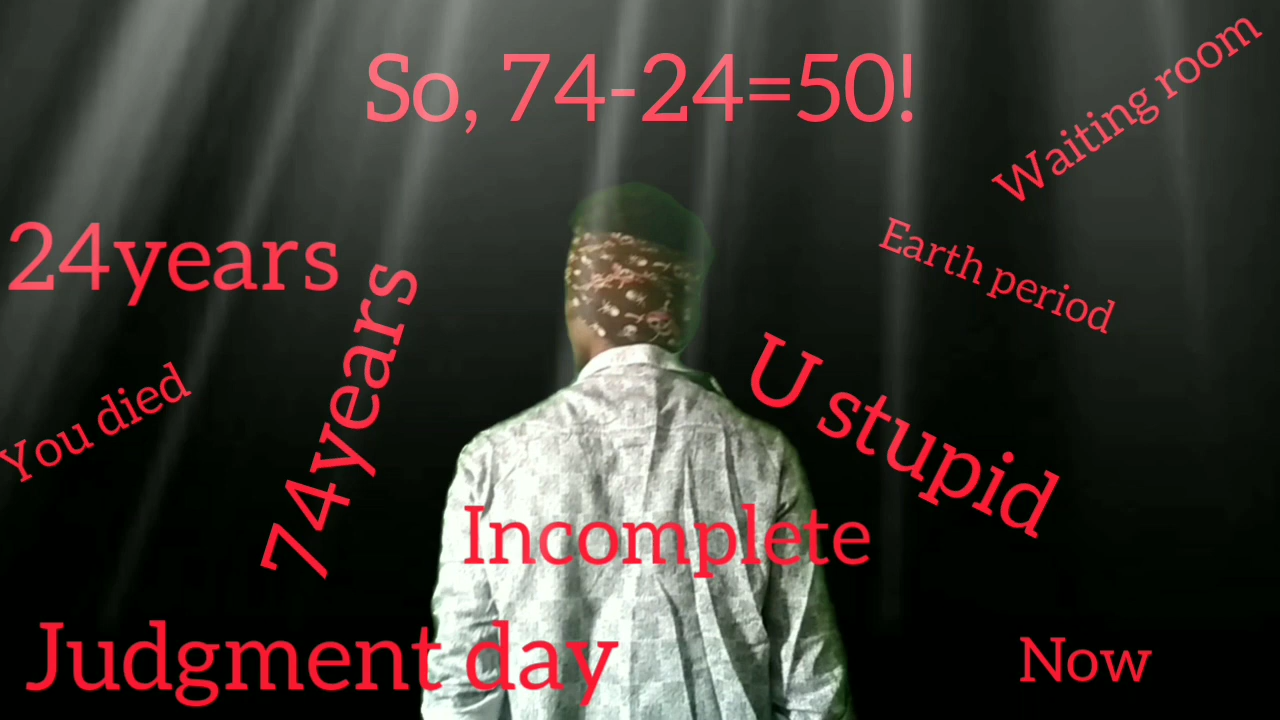 So, 74-24=50!
Waiting room
24years
Earth period
74years
U stupid
You died
Incomplete
Judgment day
Now